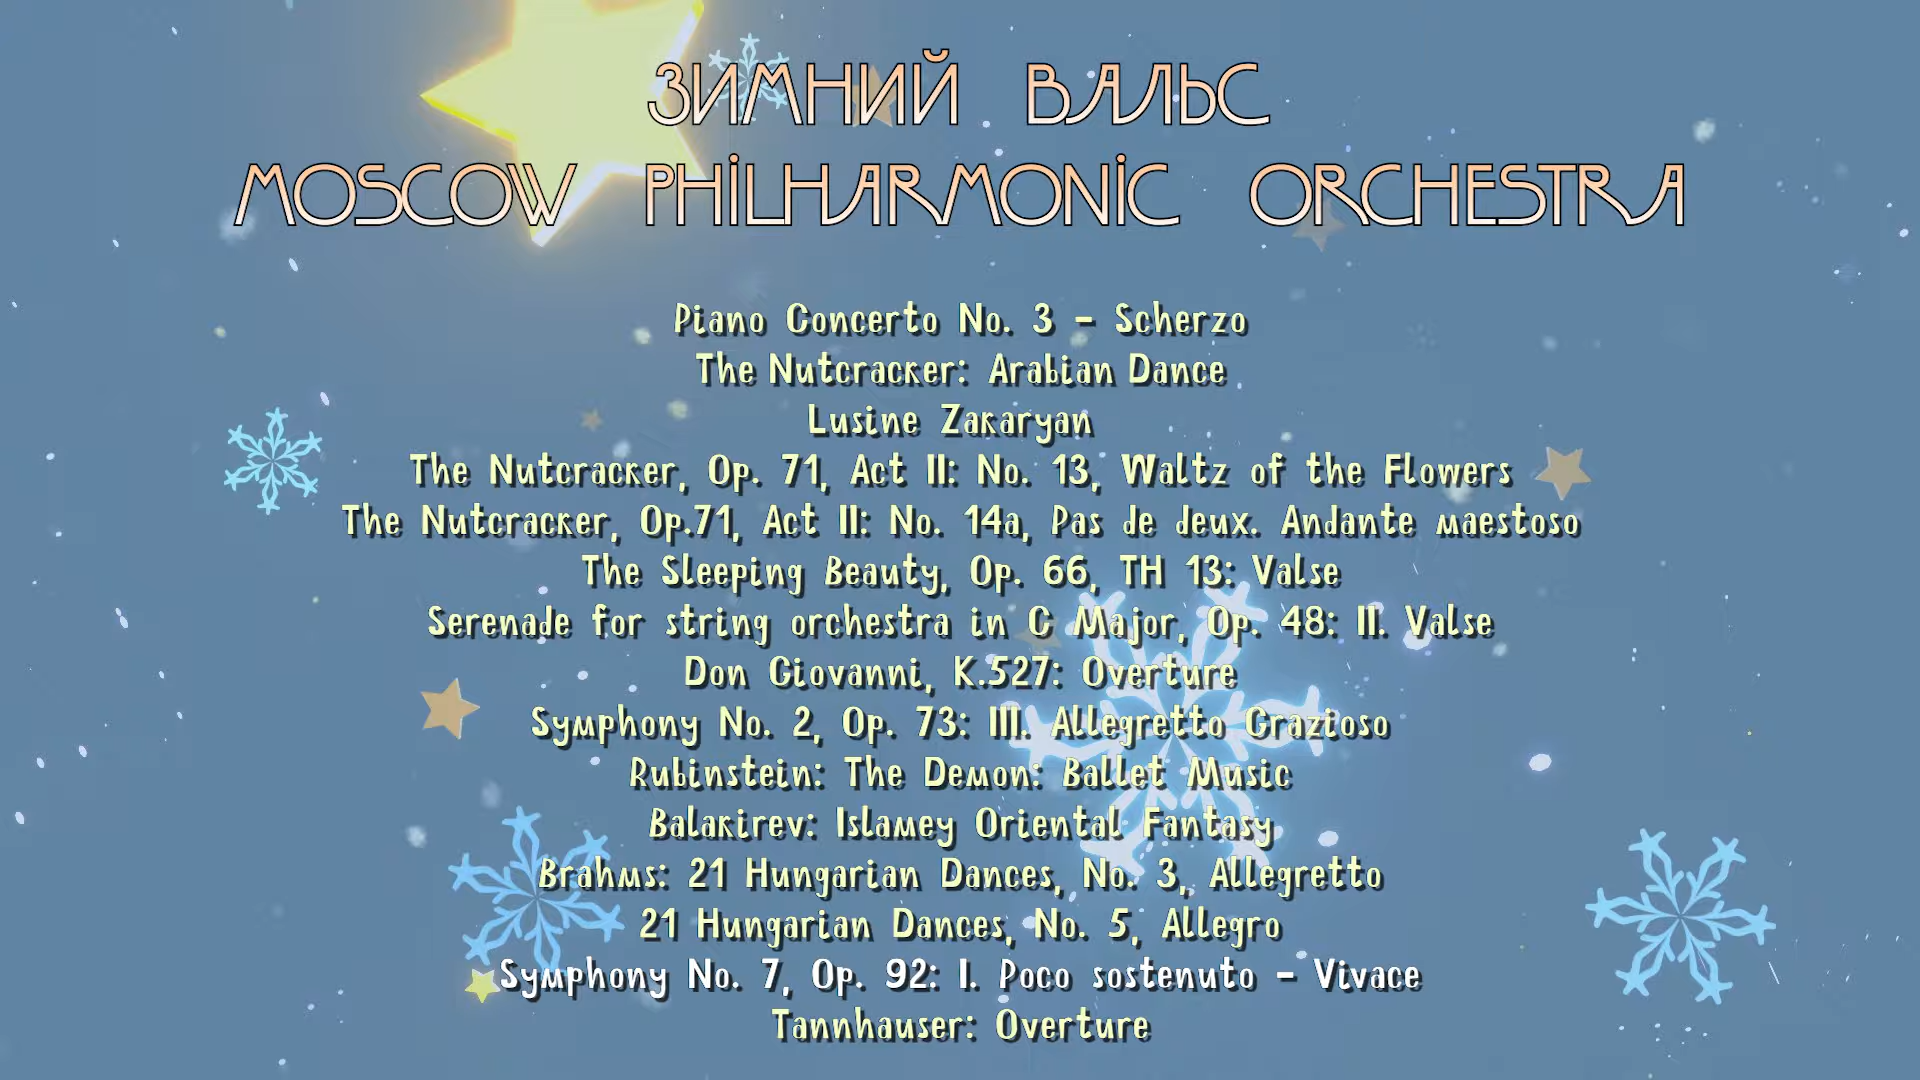 ЗИМНИЙ ВАЛЬС
MOSCOW PHILHARMONIC ORCHESTRA
Piano Concerto No. 3 - Scherzo
The Nutcracker: Arabian Dance
Lusine Zakaryan
The Nutcracker, Op. 71, Act II: No. 13, Waltz of the Flowers
The Nutcracker, Op.71, Act II: No. 14a, Pas de deux. Andante maestoso
The Sleeping Beauty, Op. 66, TH 13: Valse
Serenade for string orchestra in C Major, Op. 48: II. Valse
Don Giovanni, K.527: Overture
Symphony No. 2, Op. 73: III. Allegretto Grazioso
Rubinstein: The Demon: Ballet Music
Balakirev: Islamey Oriental Fantasy
Brahms: 21 Hungarian Dances, No. 3, Allegretto
21 Hungarian Dances, No. 5, Allegro
Symphony No. 7, Op. 92: I. Poco sostenuto - Vivace
Tannhauser: Overture